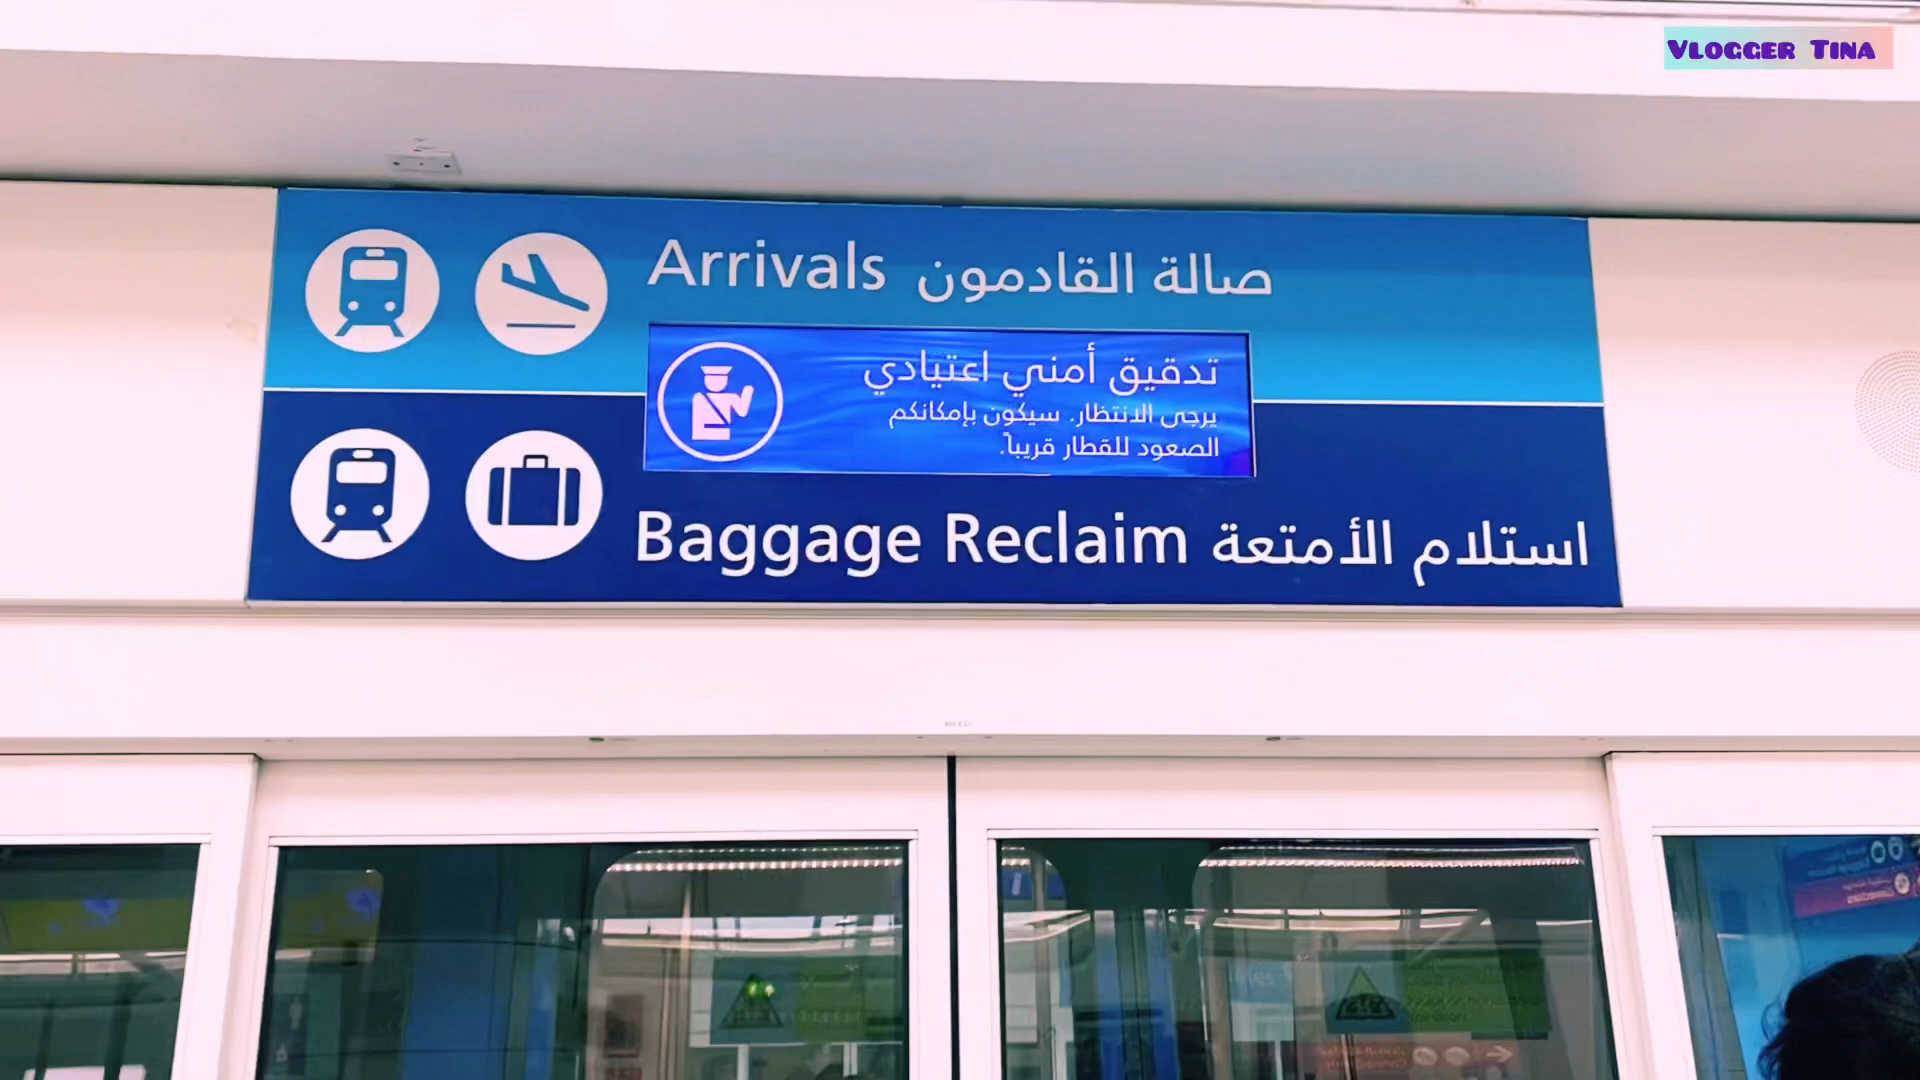 Vlogger Tina
Arrivals صالة القادمون
تدقيق أمني اعتيادي
يرجى الانتظار. سيكون بإمكانكم
الصعود للقطار قريباً.
Baggage Reclaim استلام الأمتعة